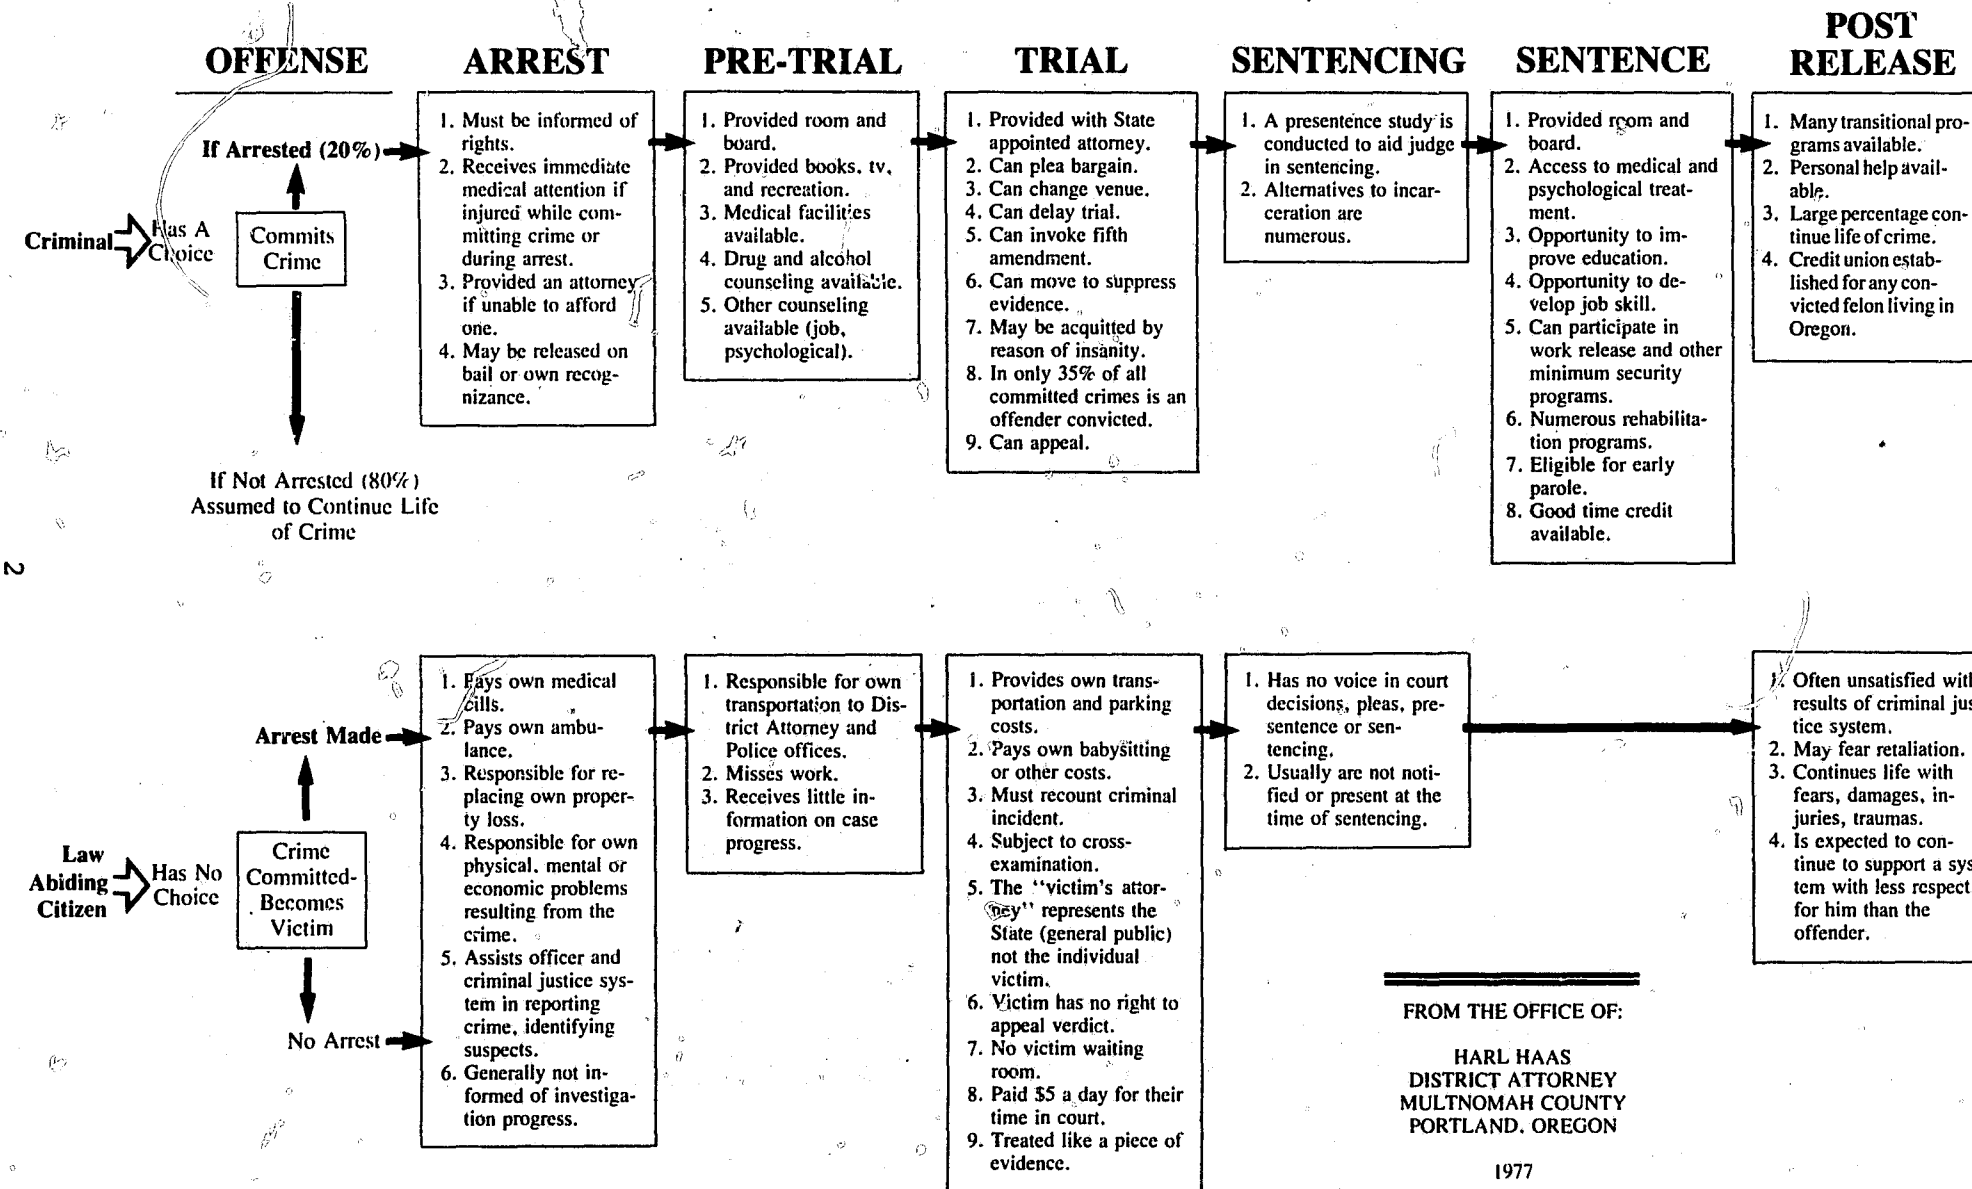 OFFENSE
If Arrested (20%)
Criminal
Has A
Choice
Commits
Crime
If Not Arrested (80%)
Assumed to Continue Life
of Crime
ARREST
1. Must be informed of
rights.
2. Receives immediate
medical attention if
injured while com-
mitting crime or
during arrest.
3. Provided an attorney
if unable to afford
one.
4. May be released on
bail or own recog-
nizance.
PRE-TRIAL
1. Provided room and
board.
2. Provided books, tv,
and recreation.
3. Medical facilities
available.
4. Drug and alcohol
counseling available.
5. Other counseling
available (job,
psychological).
TRIAL
1. Provided with State
appointed attorney.
2. Can plea bargain.
3. Can change venue.
4. Can delay trial.
5. Can invoke fifth
amendment.
6. Can move to suppress
evidence.
7. May be acquitted by
reason of insanity.
8. In only 35% of all
committed crimes is an
offender convicted.
9. Can appeal.
SENTENCING
1. A presentence study is
conducted to aid judge
in sentencing.
2. Alternatives to incar-
ceration are
numerous.
SENTENCE
1. Provided room and
board.
2. Access to medical and
psychological treat-
ment.
3. Opportunity to im-
prove education.
4. Opportunity to de-
velop job skill.
5. Can participate in
work release and other
minimum security
programs.
6. Numerous rehabilita-
tion programs.
7. Eligible for early
parole.
8. Good time credit
available.
POST
RELEASE
1. Many transitional pro-
grams available.
2. Personal help avail-
able.
3. Large percentage con-
tinue life of crime.
4. Credit union estab-
lished for any con-
victed felon living in
Oregon.
2
Arrest Made
Law
Abiding
Citizen
Has No
Choice
Crime
Committed-
Becomes
Victim
No Arrest
1. Pays own medical
bills.
2. Pays own ambu-
lance.
3. Responsible for re-
placing own proper-
ty loss.
4. Responsible for own
physical, mental or
economic problems
resulting from the
crime.
5. Assists officer and
criminal justice sys-
tem in reporting
crime, identifying
suspects.
6. Generally not in-
formed of investiga-
tion progress.
1. Responsible for own
transportation to Dis-
trict Attorney and
Police offices.
2. Misses work.
3. Receives little in-
formation on case
progress.
1. Provides own trans-
portation and parking
costs.
2. Pays own babysitting
or other costs.
3. Must recount criminal
incident.
4. Subject to cross-
examination.
5. The "victim's attor-
ney" represents the
State (general public)
not the individual
victim.
6. Victim has no right to
appeal verdict.
7. No victim waiting
room.
8. Paid $5 a day for their
time in court.
9. Treated like a piece of
evidence.
1. Has no voice in court
decisions, pleas, pre-
sentence or sen-
tencing.
2. Usually are not noti-
fied or present at the
time of sentencing.
1. Often unsatisfied with
results of criminal jus
tice system.
2. May fear retaliation.
3. Continues life with
fears, damages, in-
juries, traumas.
4. Is expected to con-
tinue to support a sys
tem with less respect
for him than the
offender.
FROM THE OFFICE OF:
HARL HAAS
DISTRICT ATTORNEY
MULTNOMAH COUNTY
PORTLAND, OREGON
1977